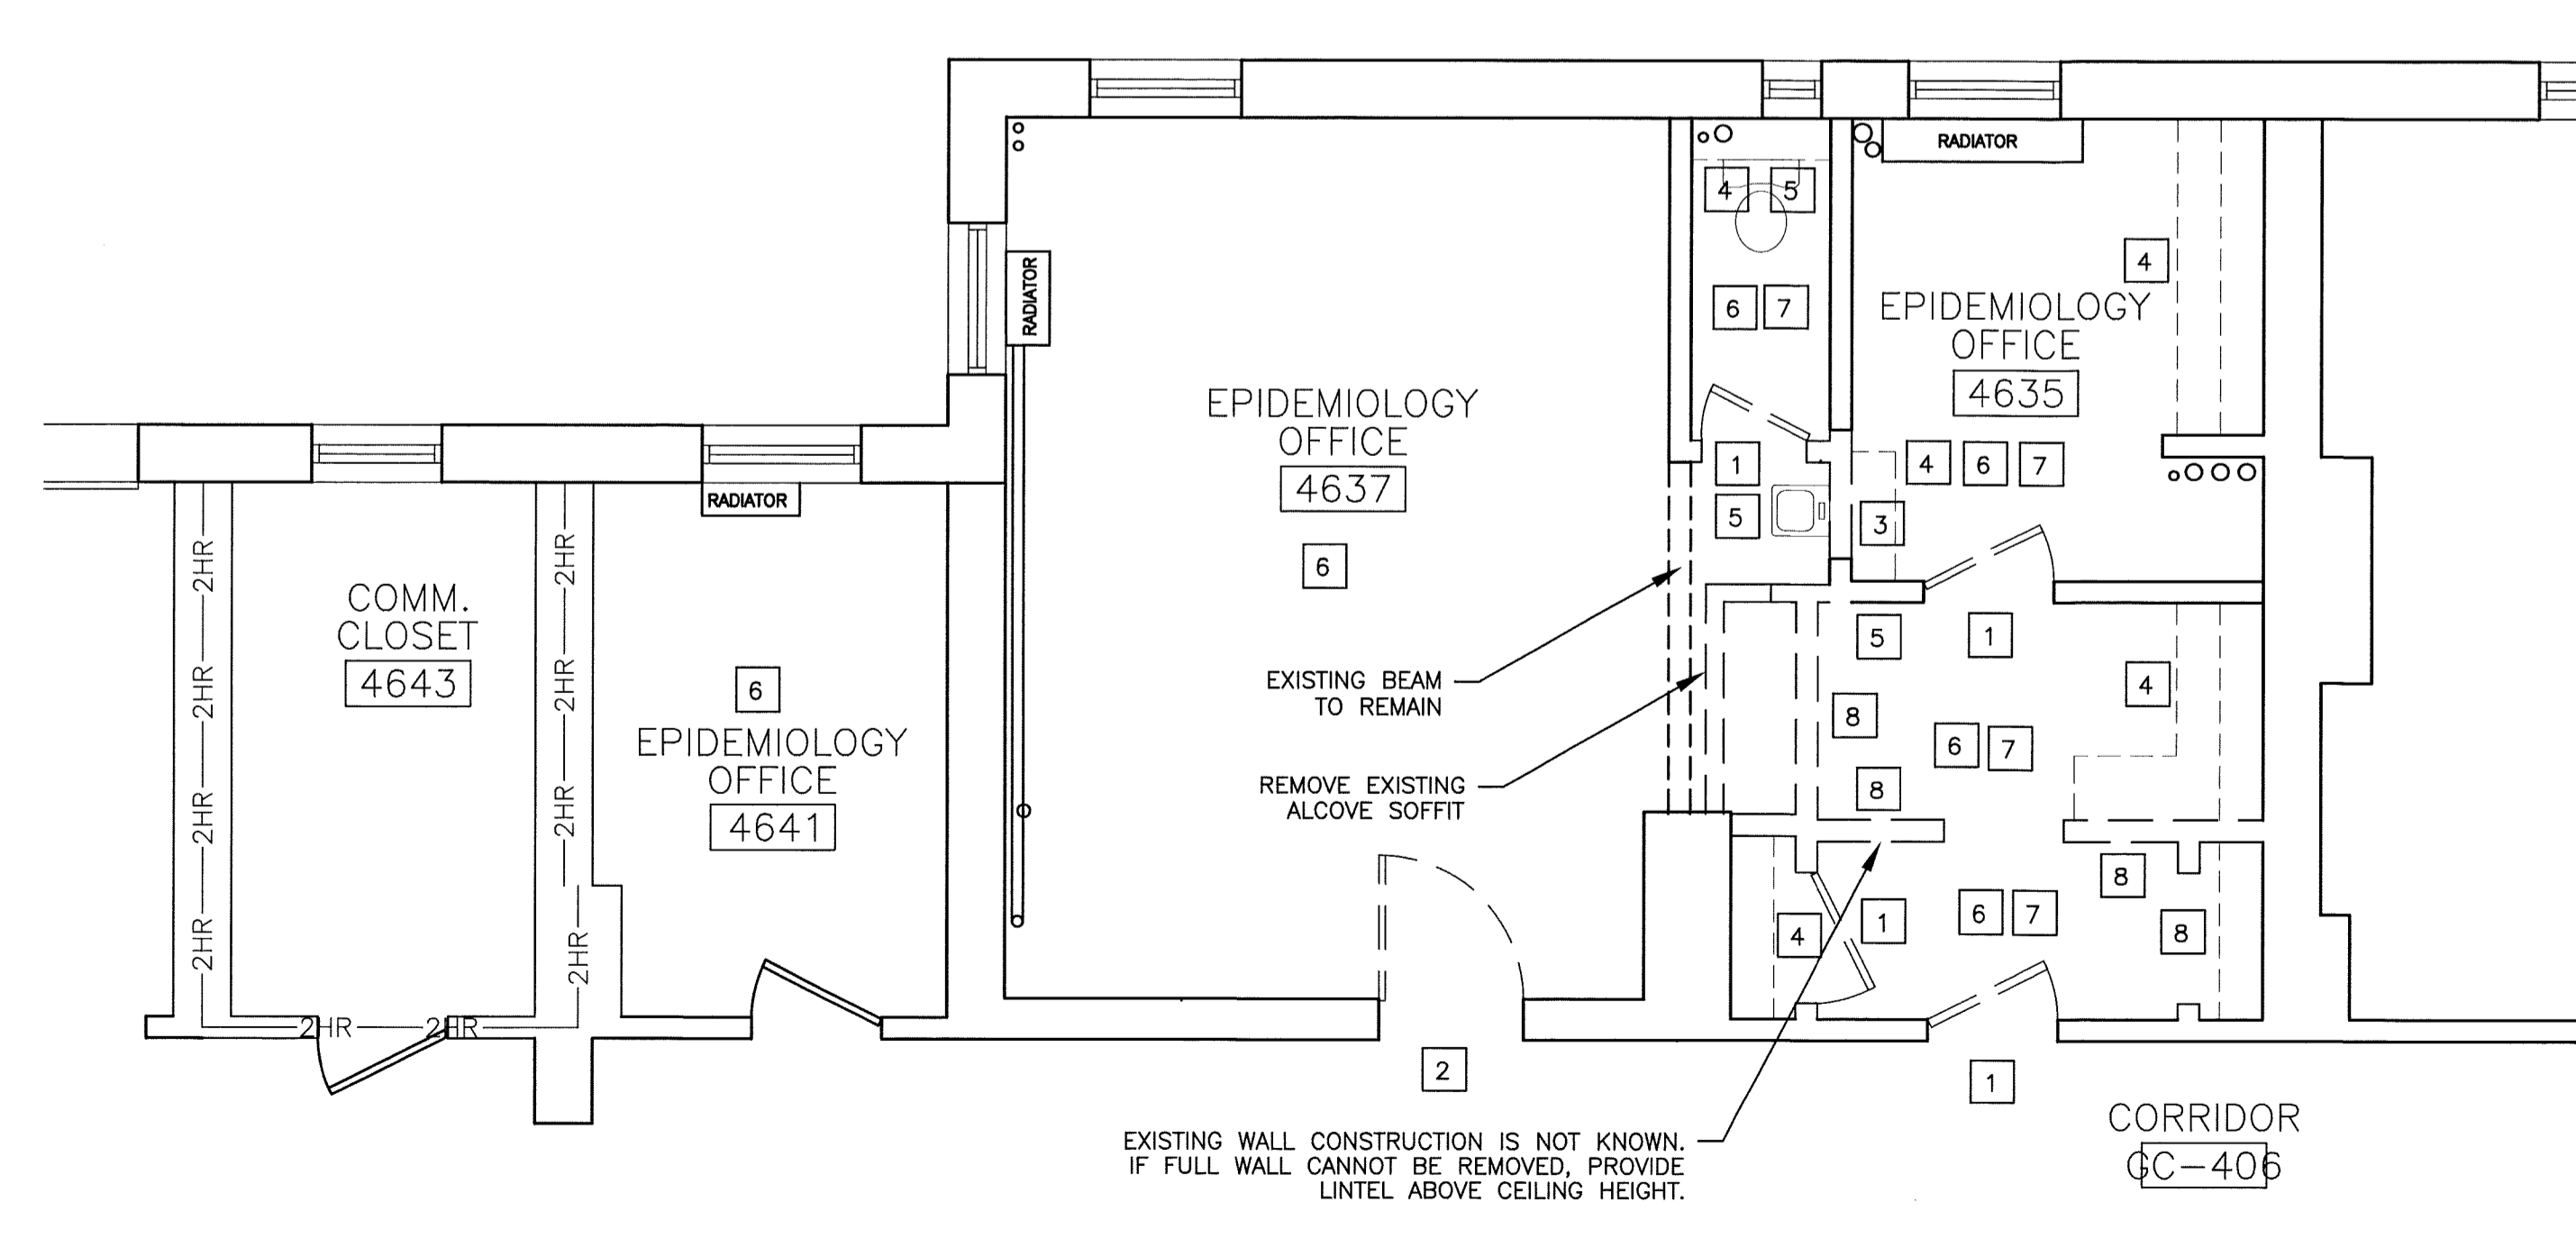 RADIATOR
4
5
RADIATOR
4
6
7
EPIDEMIOLOGY
OFFICE
4635
EPIDEMIOLOGY
OFFICE
4637
1
4
6
7
RADIATOR
5
3
2HR
2HR
6
COMM.
CLOSET
4643
2HR
2HR
6
EPIDEMIOLOGY
OFFICE
4641
2HR
2HR
EXISTING BEAM
TO REMAIN
5
1
4
8
6
7
REMOVE EXISTING
ALCOVE SOFFIT
8
8
2HR
2HR
4
1
6
7
8
2HR
2HR
2
1
EXISTING WALL CONSTRUCTION IS NOT KNOWN.
IF FULL WALL CANNOT BE REMOVED, PROVIDE
LINTEL ABOVE CEILING HEIGHT.
CORRIDOR
GC-406
RADIATOR